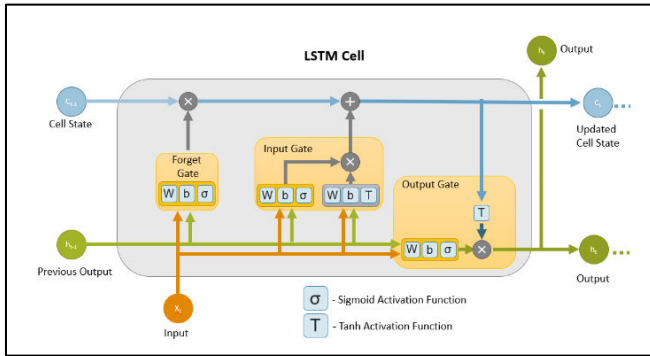 LSTM Cell
hₜ
Output
Cₜ₋₁
Cell State
Cₜ
Updated
Cell State
Forget
Gate
W b σ
Input Gate
W b σ
W b T
Output Gate
T
W b σ
hₜ₋₁
Previous Output
hₜ
Output
Xₜ
Input
σ - Sigmoid Activation Function
T - Tanh Activation Function